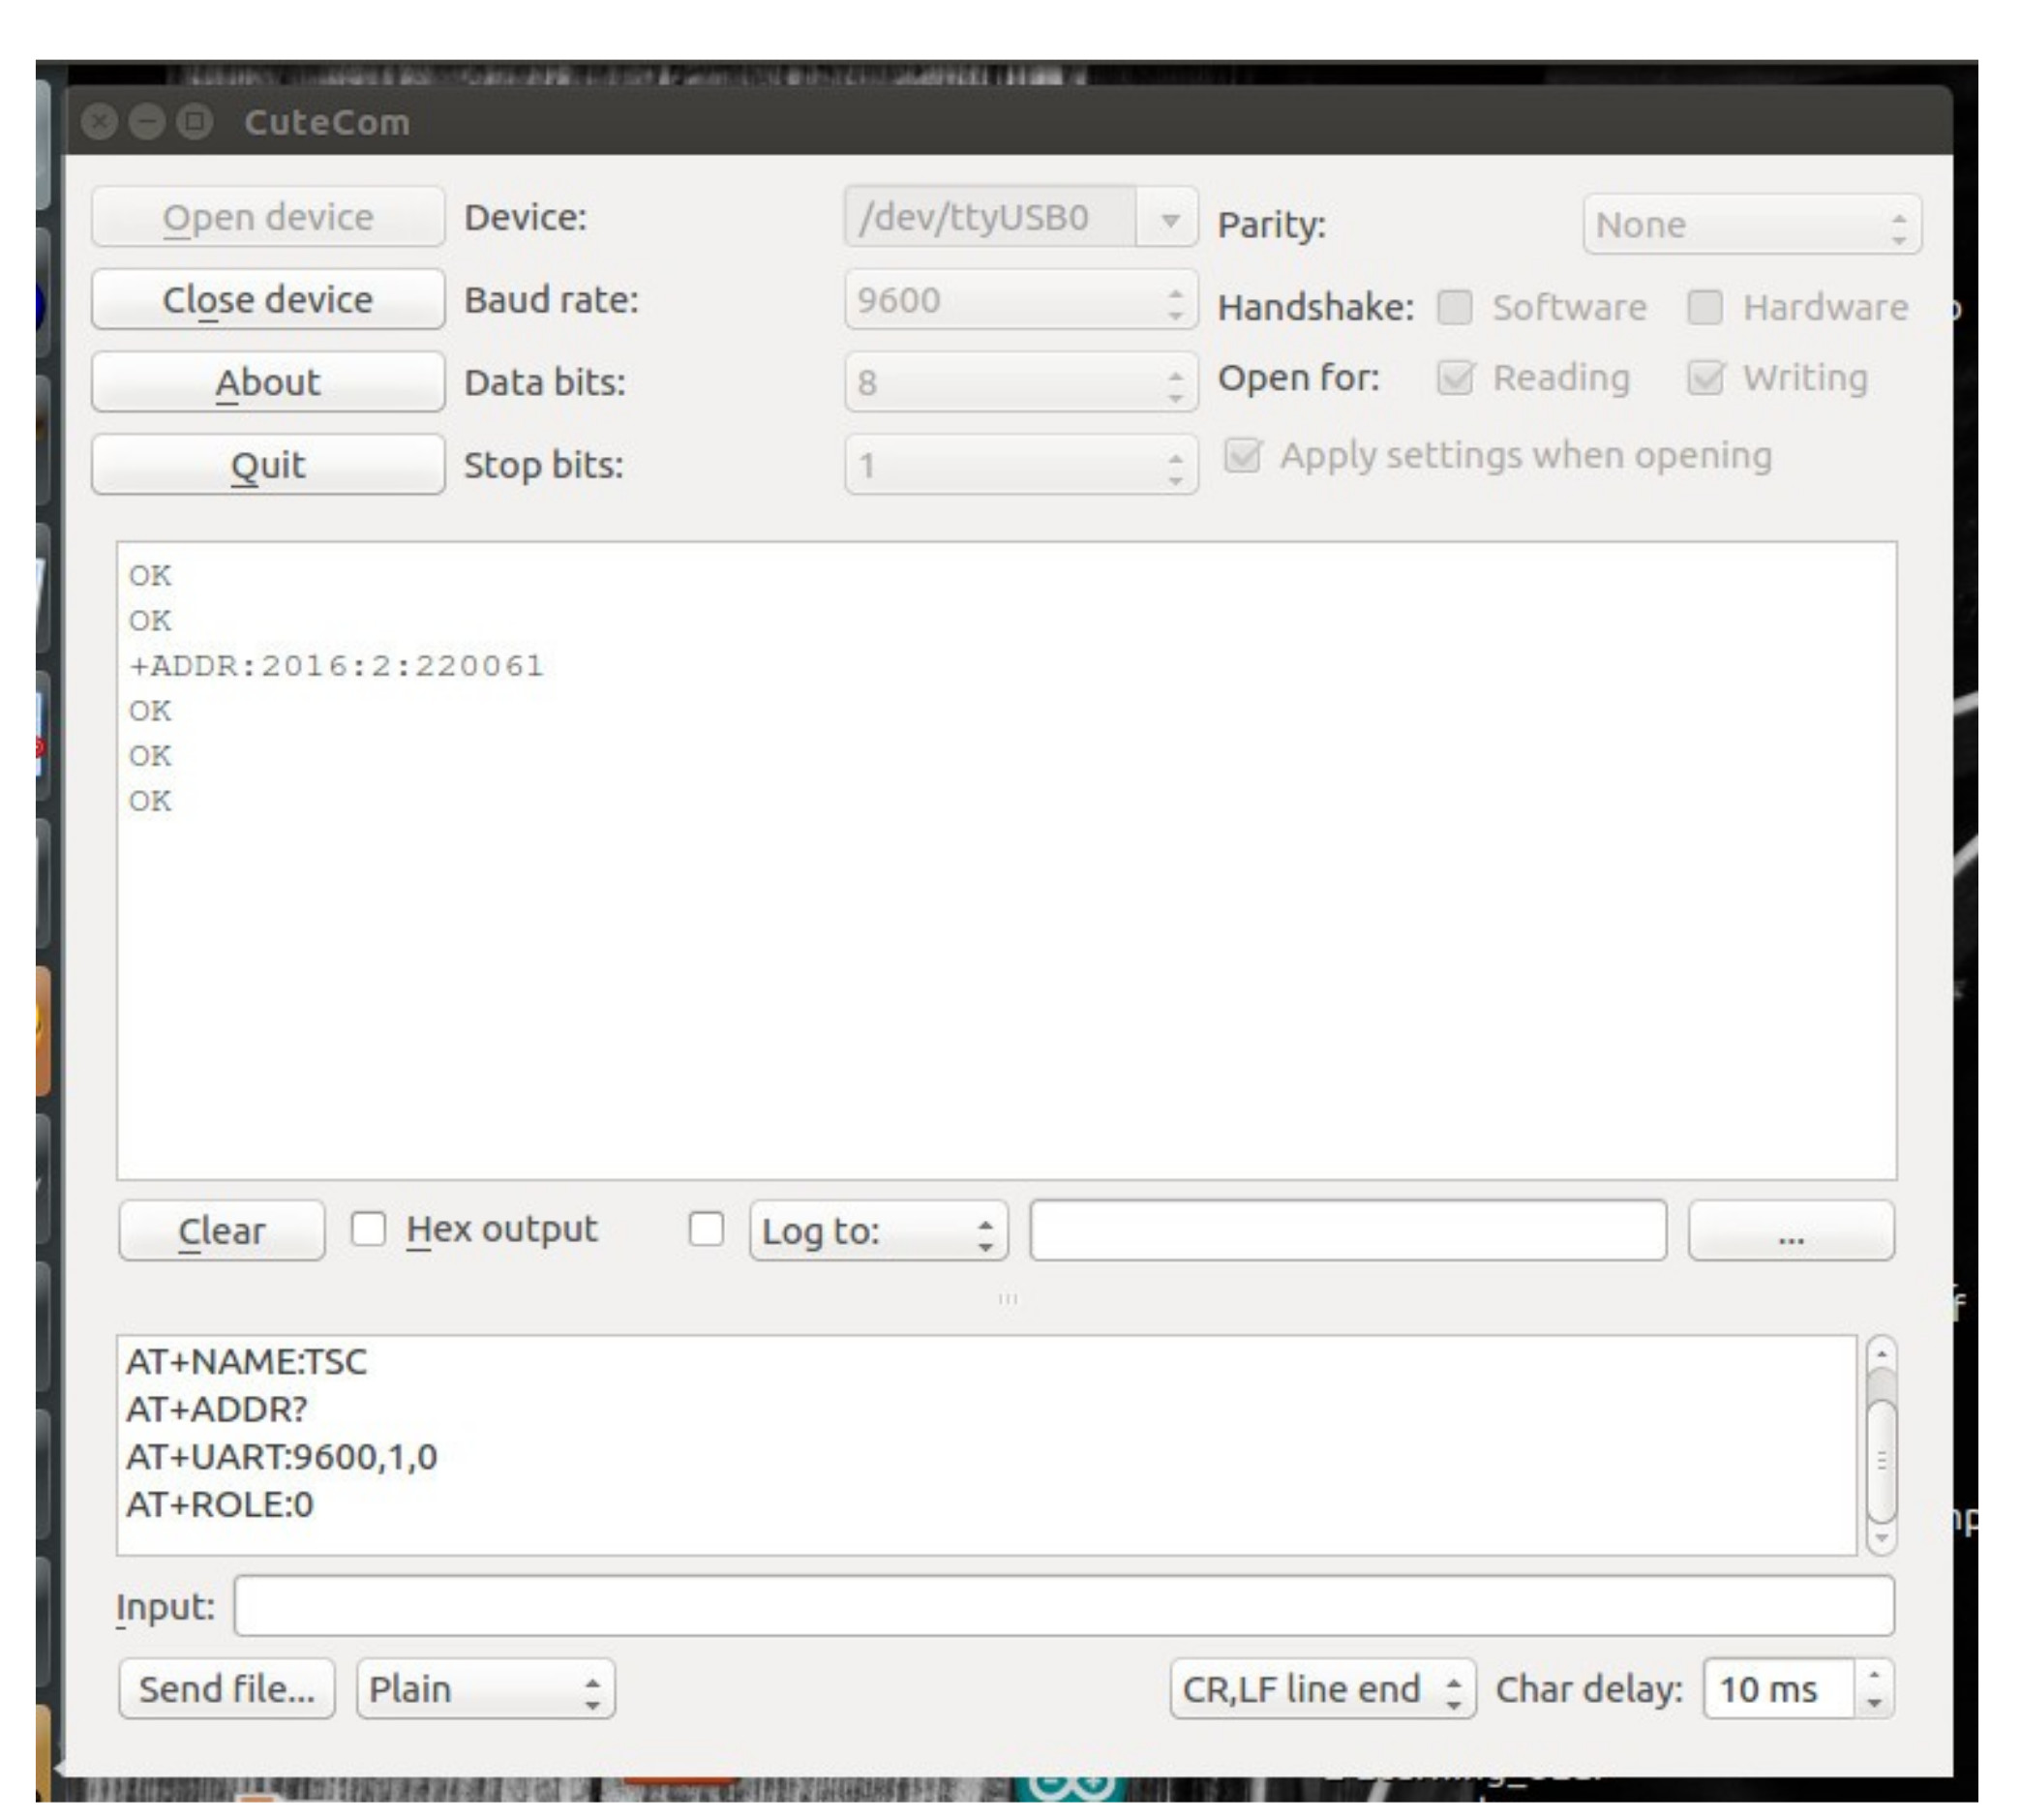 CuteCom
Open device Device: /dev/ttyUSB0 Parity: None
Close device Baud rate: 9600 Handshake: Software Hardware
About Data bits: 8 Open for: Reading Writing
Quit Stop bits: 1 Apply settings when opening
OK
OK
+ADDR:2016:2:220061
OK
OK
OK
Clear Hex output Log to: ...
AT+NAME:TSC
AT+ADDR?
AT+UART:9600,1,0
AT+ROLE:0
Input:
Send file... Plain CR,LF line end Char delay: 10 ms